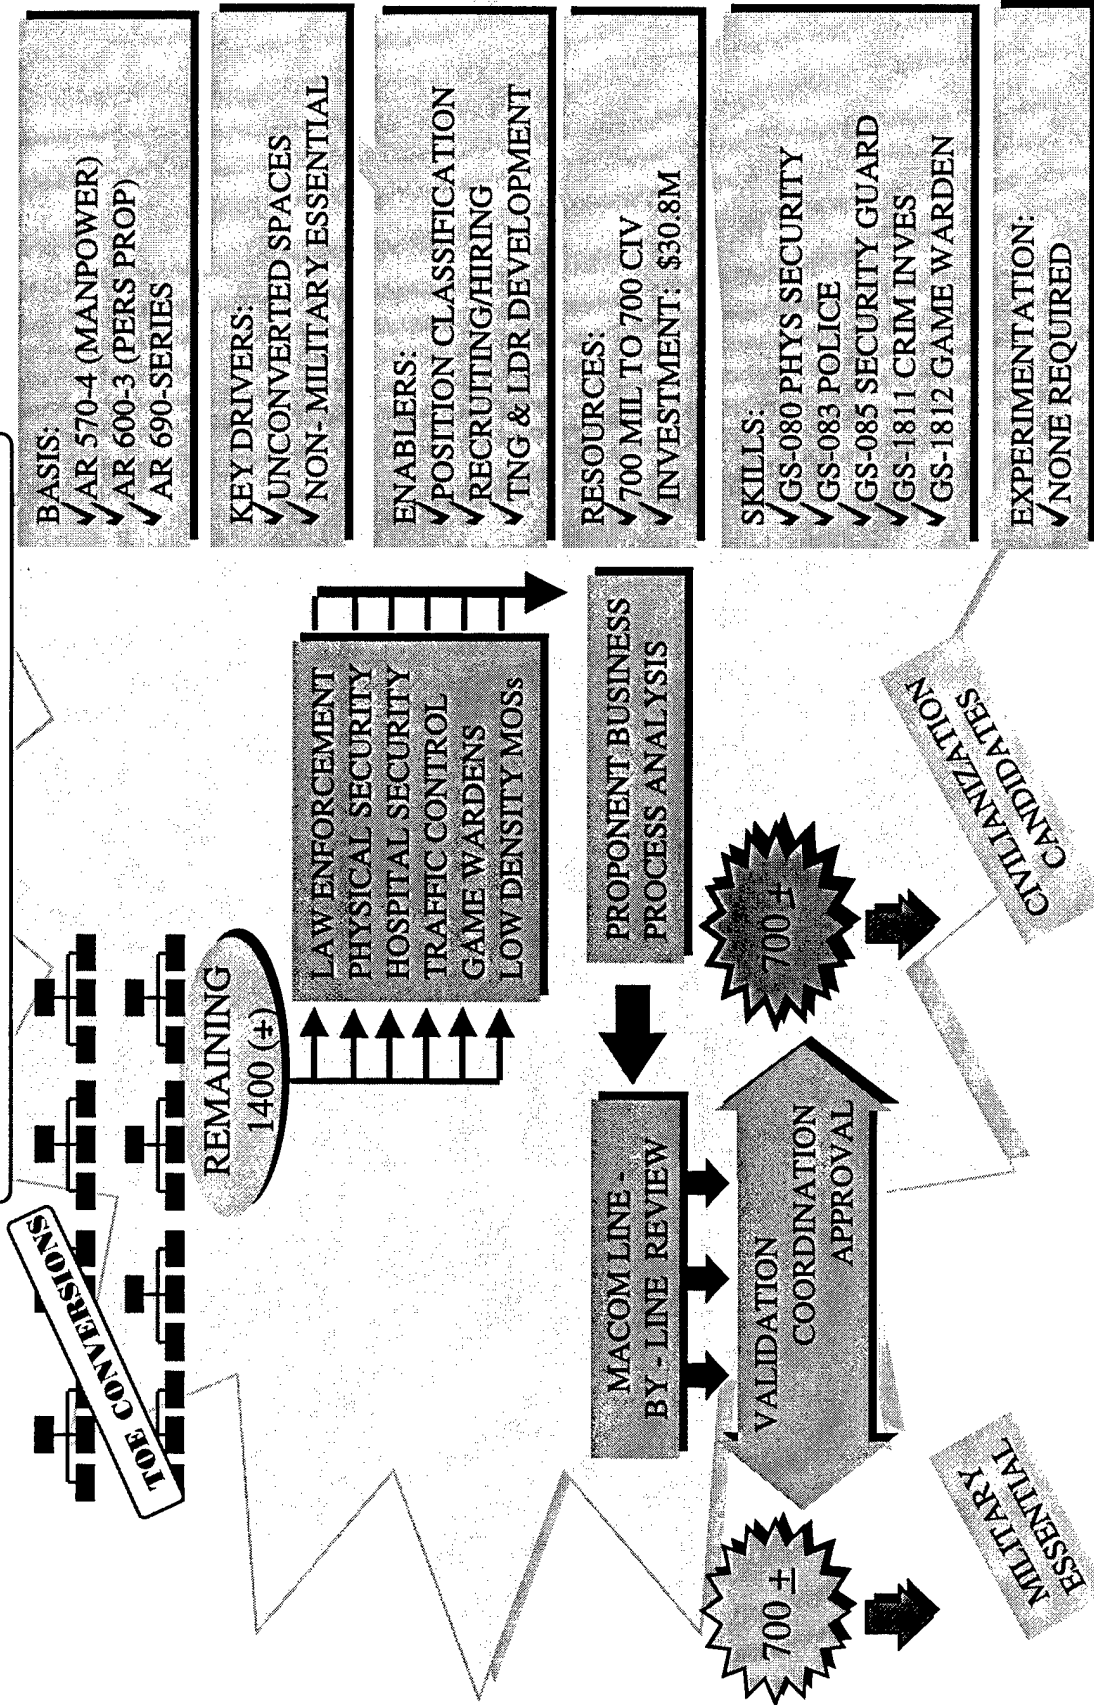 TOE CONVERSIONS
REMAINING
1400 (±)
LAW ENFORCEMENT
PHYSICAL SECURITY
HOSPITAL SECURITY
TRAFFIC CONTROL
GAME WARDENS
LOW DENSITY MOSs
PROPONENT BUSINESS
PROCESS ANALYSIS
MACOM LINE -
BY - LINE REVIEW
VALIDATION
COORDINATION
APPROVAL
700 ±
700 ±
MILITARY
ESSENTIAL
CIVILIANIZATION
CANDIDATES
BASIS:
✓AR 570-4 (MANPOWER)
✓AR 600-3 (PERS PROP)
✓AR 690-SERIES
KEY DRIVERS:
✓UNCONVERTED SPACES
✓NON- MILITARY ESSENTIAL
ENABLERS:
✓POSITION CLASSIFICATION
✓RECRUITING/HIRING
✓TNG & LDR DEVELOPMENT
RESOURCES:
✓700 MIL TO 700 CIV
✓INVESTMENT: $30.8M
SKILLS:
✓GS-080 PHYS SECURITY
✓GS-083 POLICE
✓GS-085 SECURITY GUARD
✓GS-1811 CRIM INVES
✓GS-1812 GAME WARDEN
EXPERIMENTATION:
✓NONE REQUIRED